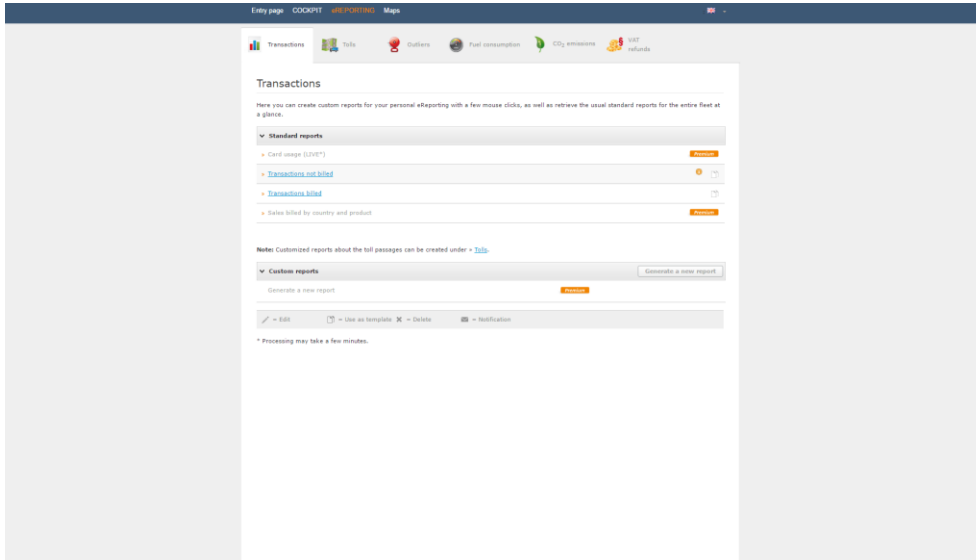 Entry page COCKPIT eREPORTING Maps
Transactions Tolls Outliers Fuel consumption CO₂ emissions VAT refunds
Transactions
Here you can create custom reports for your personal eReporting with a few mouse clicks, as well as retrieve the usual standard reports for the entire fleet at
a glance.
Standard reports
» Card usage (LIVE*) Premium
» Transactions not billed
» Transactions billed
» Sales billed by country and product Premium
Note: Customized reports about the toll passages can be created under » Tolls.
Custom reports Generate a new report
Generate a new report Premium
= Edit = Use as template = Delete = Notification
* Processing may take a few minutes.